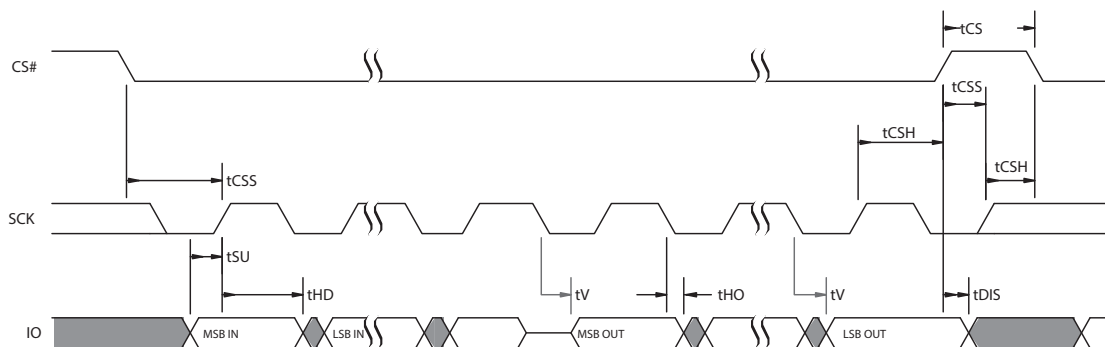 tCS
CS#
tCSS
tCSH
tCSS
tCSH
SCK
tSU
tHD
tV
tHO
tV
tDIS
IO
MSB IN
LSB IN
MSB OUT
LSB OUT